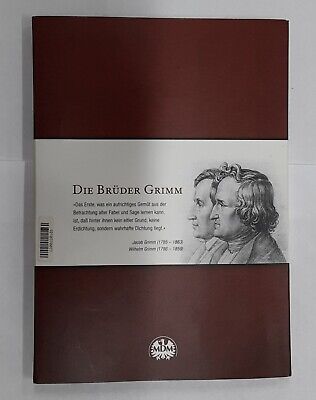 DIE BRÜDER GRIMM
»Das Erste, was ein aufrichtiges Gemüt aus der
Betrachtung alter Fabel und Sage lernen kann,
ist, daß hinter ihnen kein eitler Grund, keine
Erdichtung, sondern wahrhafte Dichtung liegt.«
Jacob Grimm (1785 – 1863)
Wilhelm Grimm (1786 – 1859)
MDM